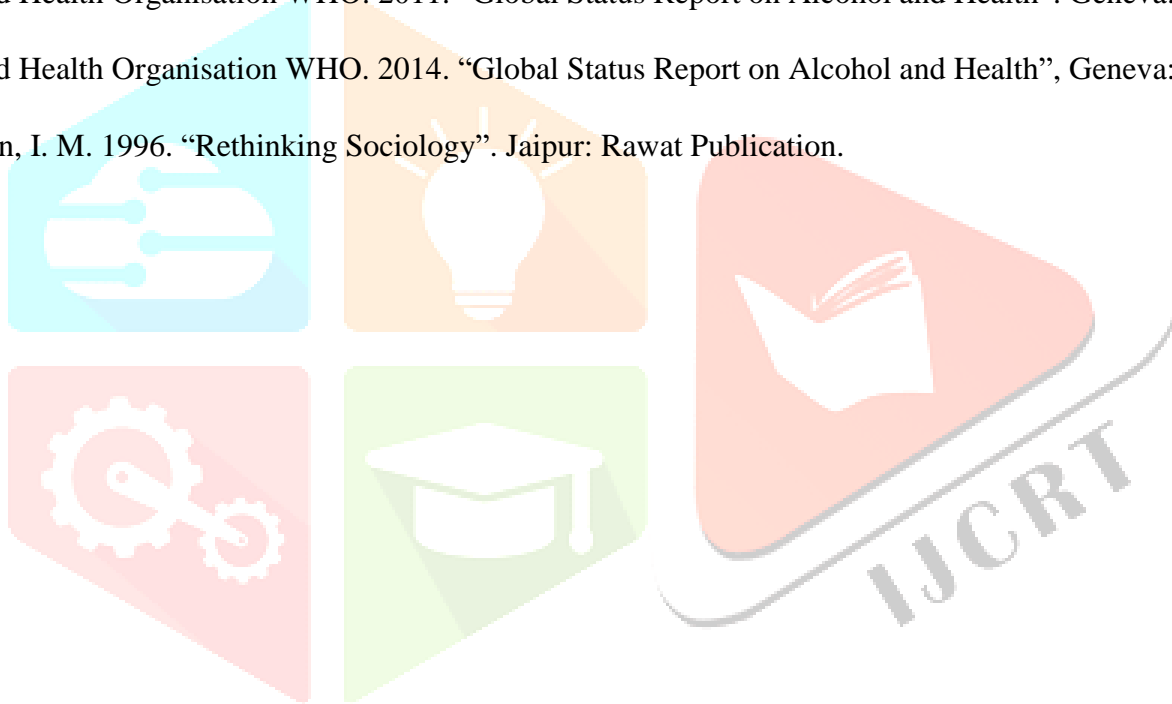 d Health Organisation WHO. 2011. “Global Status Report on Alcohol and Health”. Geneva:
d Health Organisation WHO. 2014. “Global Status Report on Alcohol and Health”, Geneva:
n, I. M. 1996. “Rethinking Sociology”. Jaipur: Rawat Publication.
IJCRT